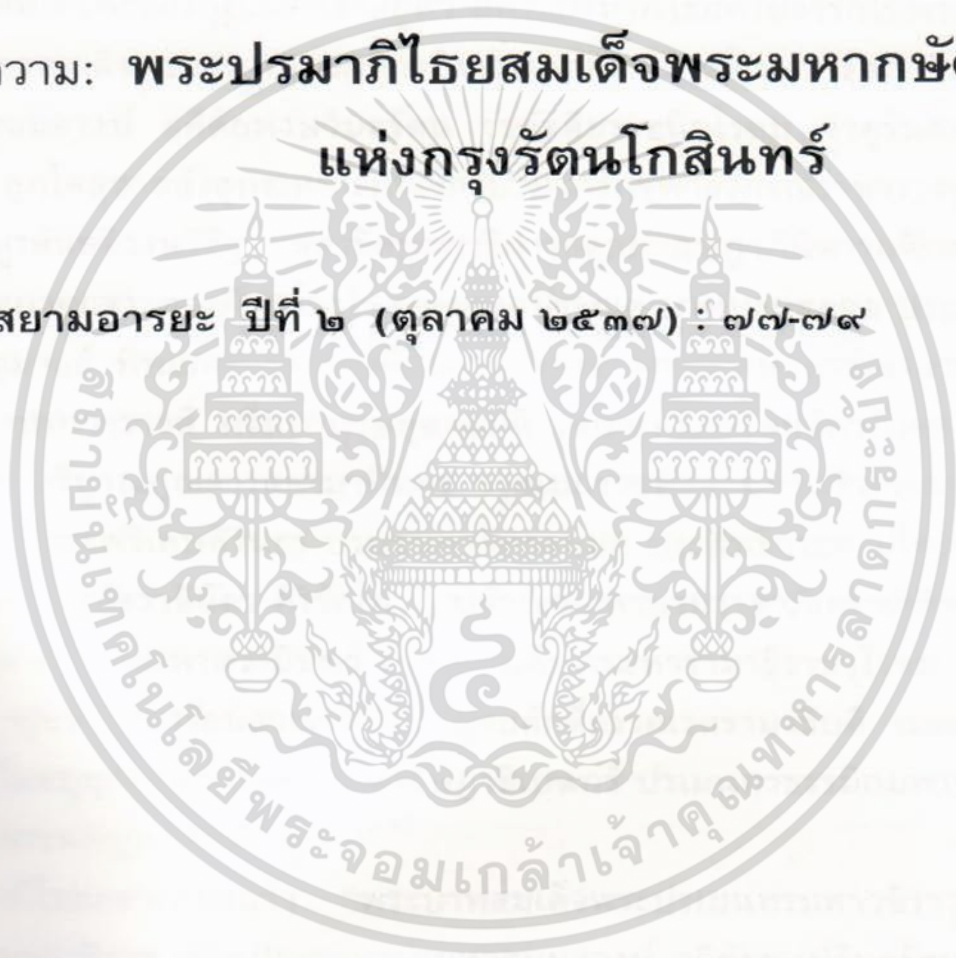 วาม: พระปรมาภิไธยสมเด็จพระมหากษั
แห่งกรุงรัตนโกสินทร์
สยามอารยะ ปีที่ ๒ (ตุลาคม ๒๕๓๗) : ๗๗-๗๙
สถาบันเทคโนโลยีพระจอมเกล้าเจ้าคุณทหารลาดกระบัง
๔